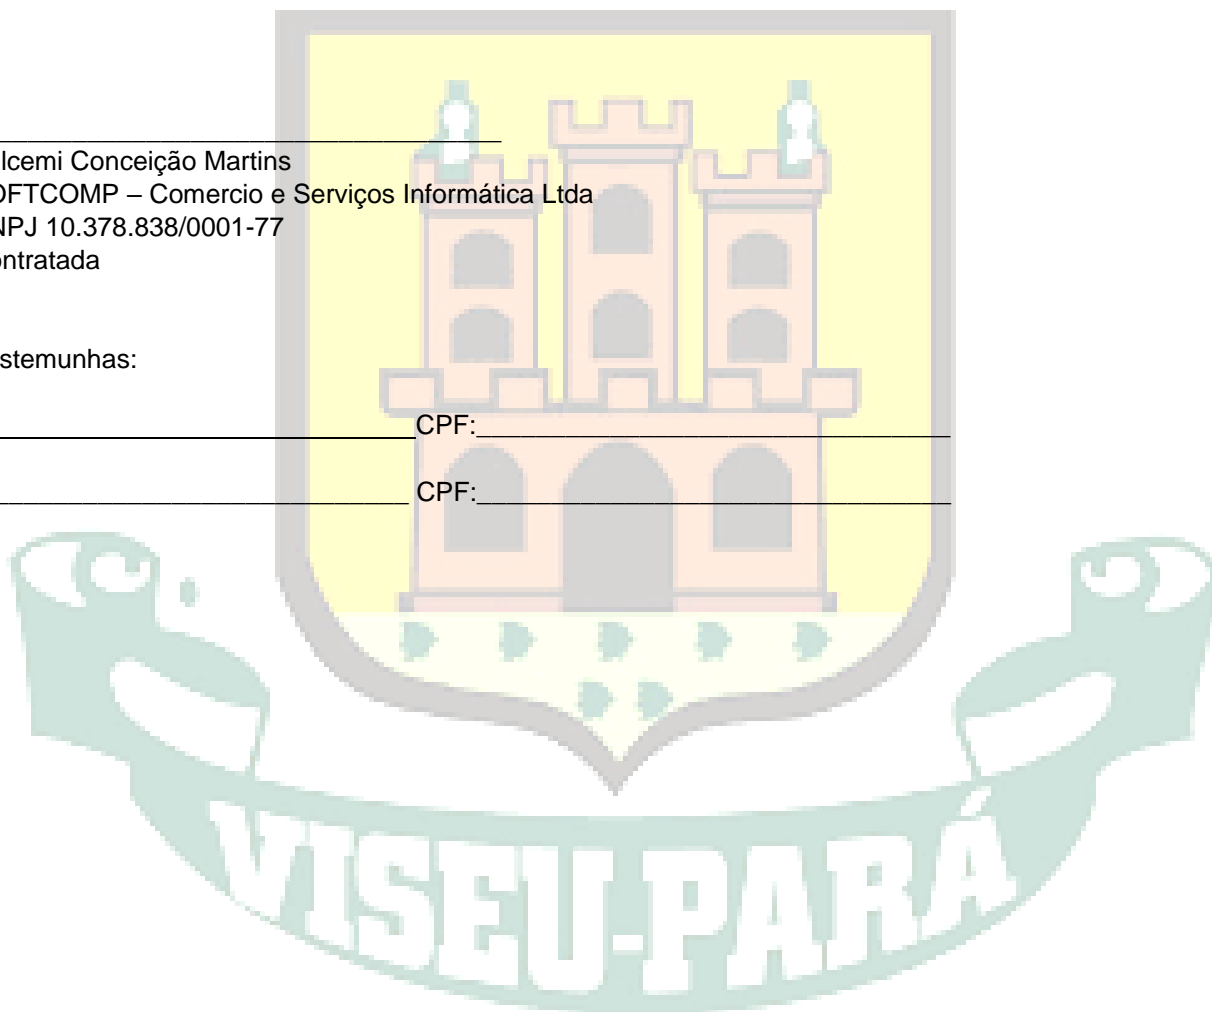 lcemi Conceição Martins
OFTCOMP – Comercio e Serviços Informática Ltda
NPJ 10.378.838/0001-77
ontratada
stemunhas:
CPF:
CPF:
VISEU-PARÁ